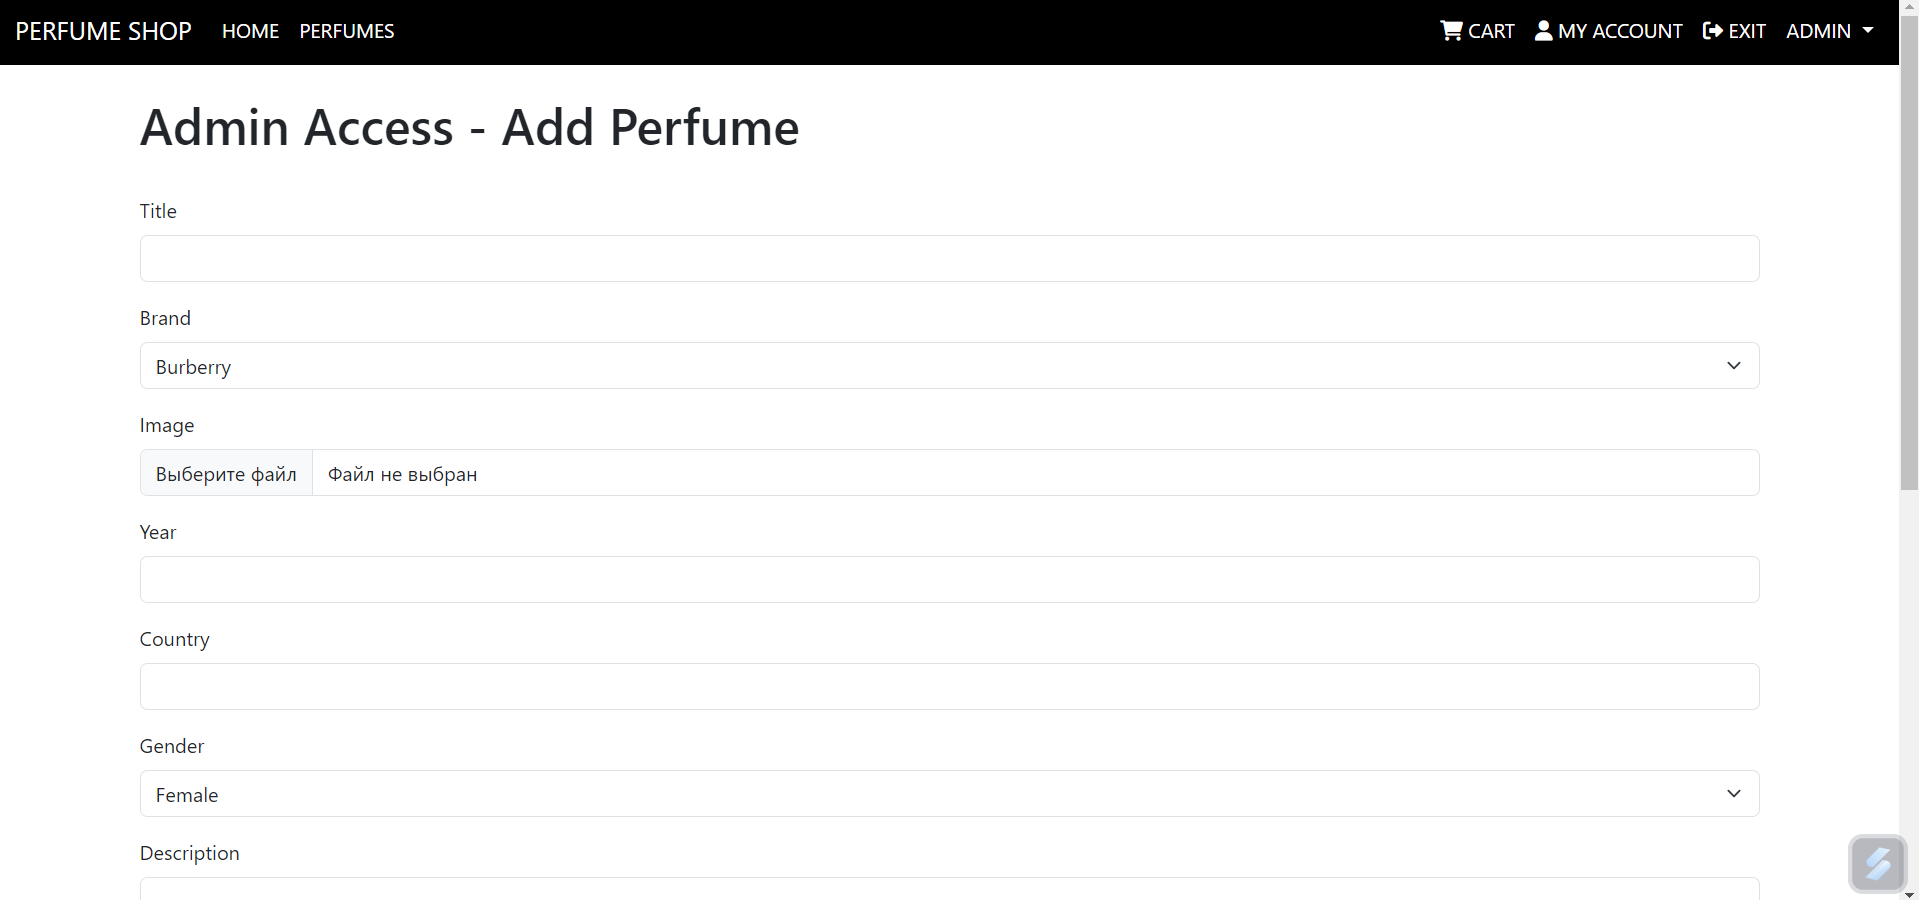 PERFUME SHOP HOME PERFUMES CART MY ACCOUNT EXIT ADMIN
Admin Access - Add Perfume
Title
Brand
Burberry
Image
Выберите файл Файл не выбран
Year
Country
Gender
Female
Description